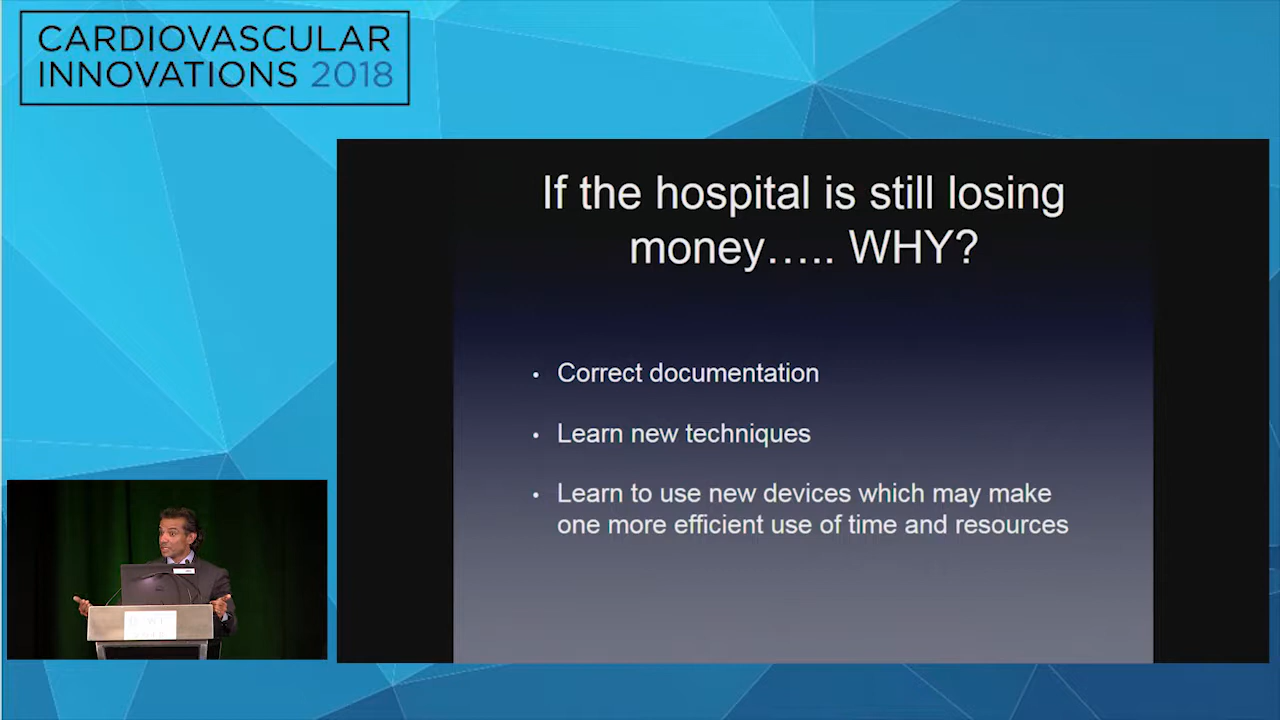 CARDIOVASCULAR
INNOVATIONS 2018
If the hospital is still losing
money….. WHY?
• Correct documentation
• Learn new techniques
• Learn to use new devices which may make
one more efficient use of time and resources